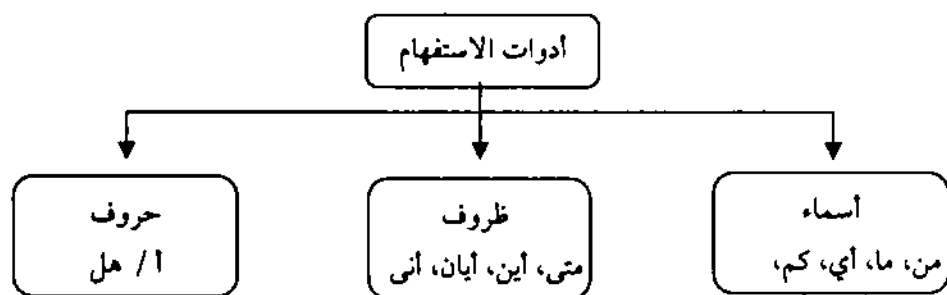 أدوات الاستفهام
أسماء
من، ما، أي، كم،
ظروف
متى، أين، أيان، أنى
حروف
أ / هل